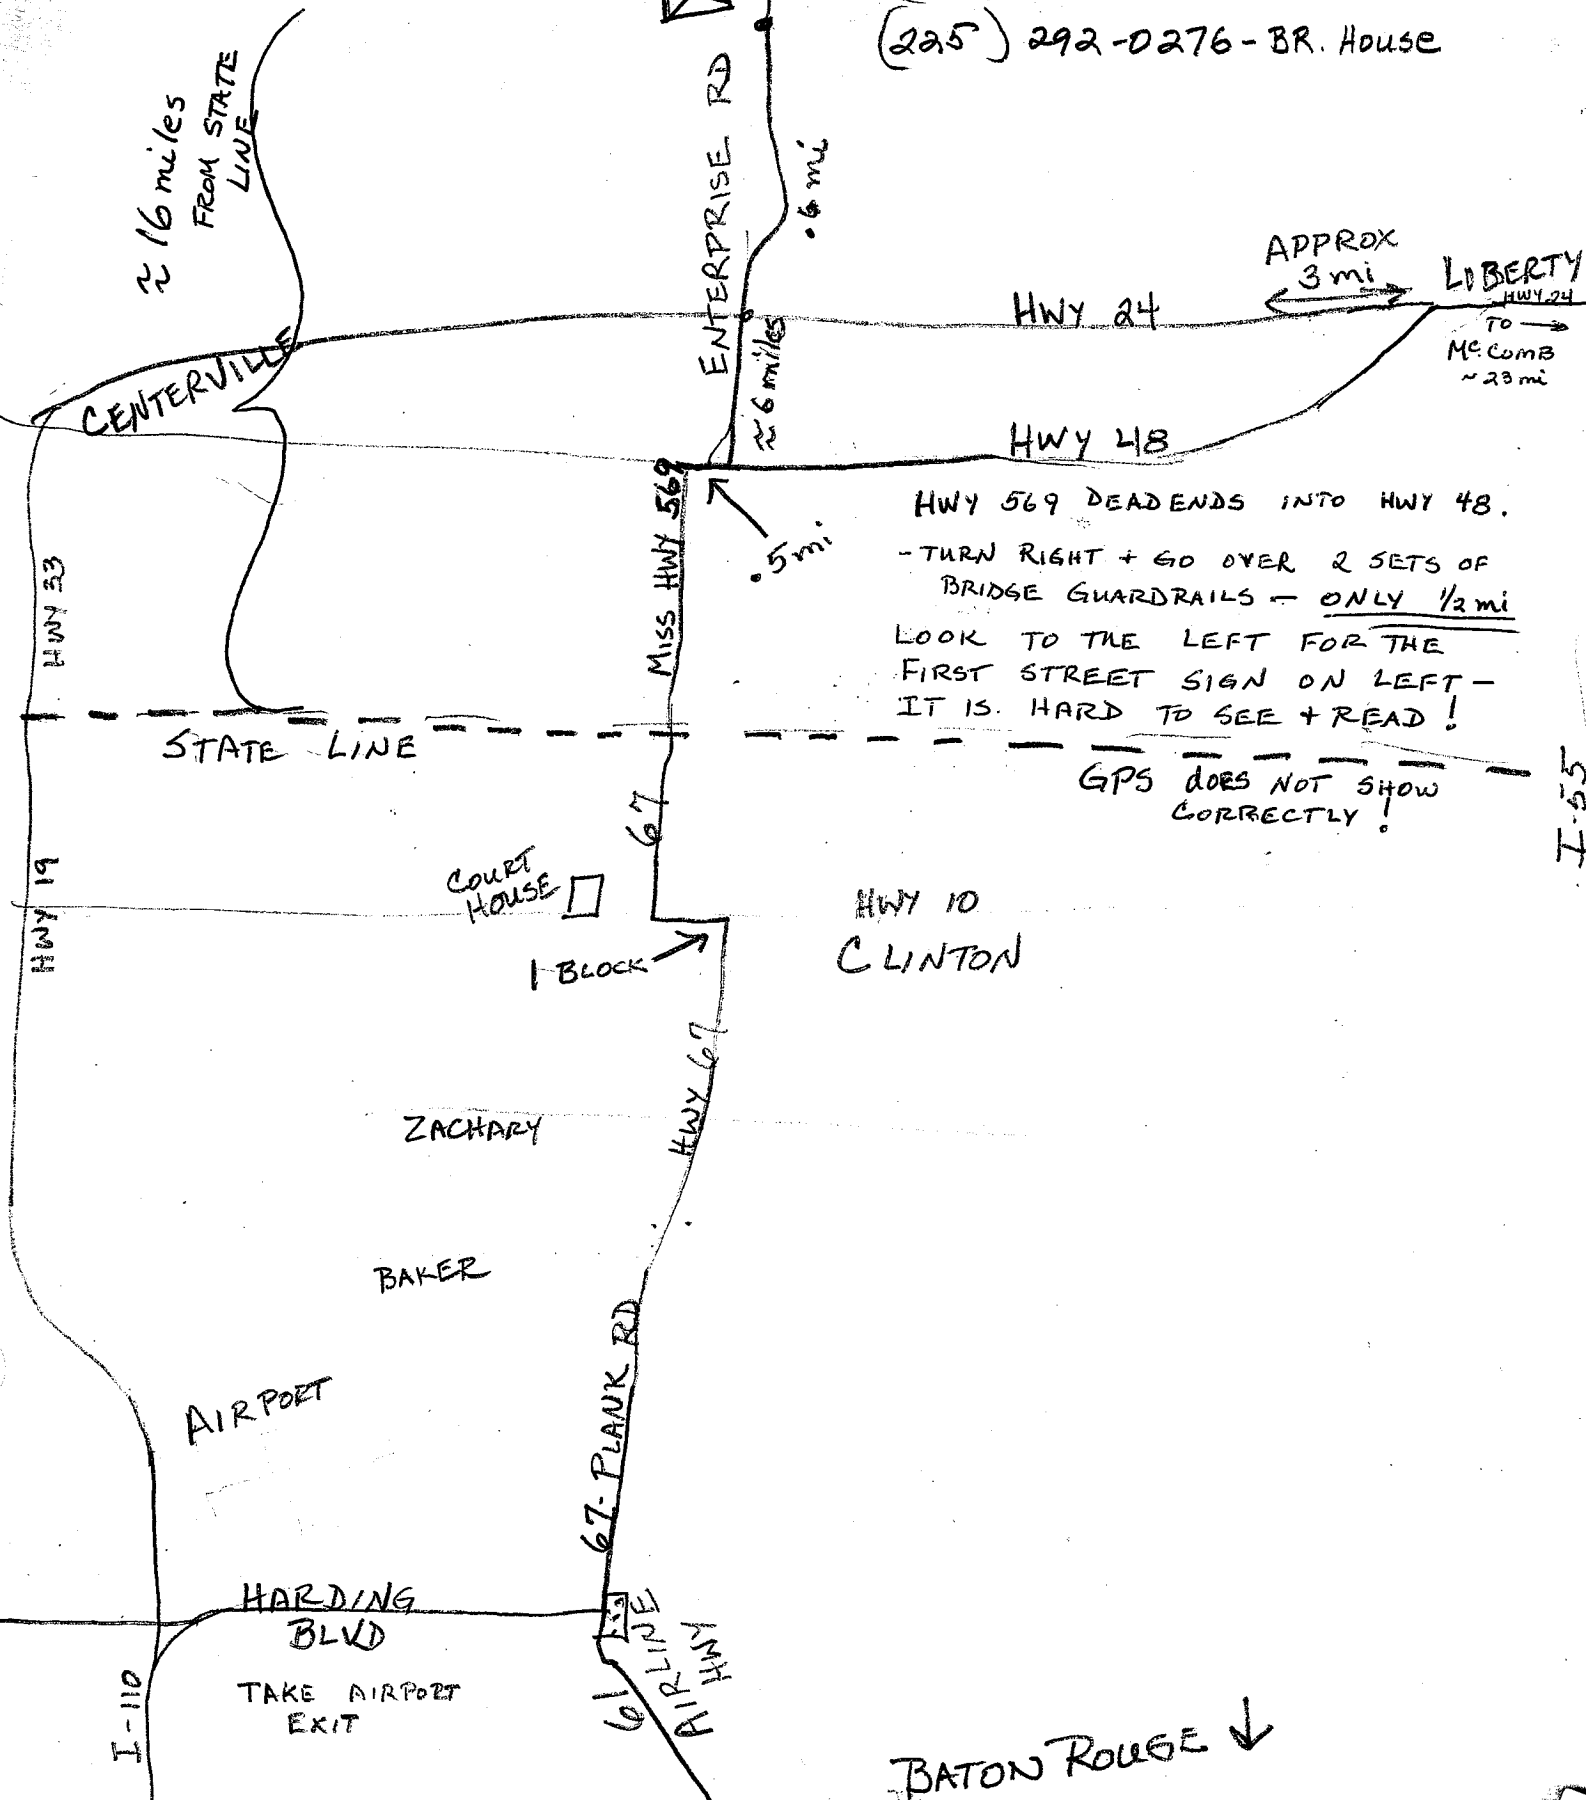 (225) 292-0276 - BR. House
≈ 16 miles
FROM STATE
LINE
ENTERPRISE RD
.6 mi
APPROX
3 mi
LIBERTY
HWY 24
HWY 24
TO →
McCOMB
~ 23 mi
CENTERVILLE
≈ 6 miles
HWY 48
Miss HWY 569
.5 mi
HWY 569 DEADENDS INTO HWY 48.
- TURN RIGHT + GO OVER 2 SETS OF
BRIDGE GUARDRAILS - ONLY 1/2 mi
LOOK TO THE LEFT FOR THE
FIRST STREET SIGN ON LEFT -
IT IS. HARD TO SEE + READ!
HWY 33
STATE LINE
GPS does NOT SHOW
CORRECTLY!
I-55
67
HWY 19
COURT
HOUSE
HWY 10
CLINTON
1 BLOCK
HWY 67
ZACHARY
BAKER
AIRPORT
67- PLANK RD
HARDING
BLVD
TAKE AIRPORT
EXIT
I-110
61
AIRLINE
HWY
BATON ROUGE ↓